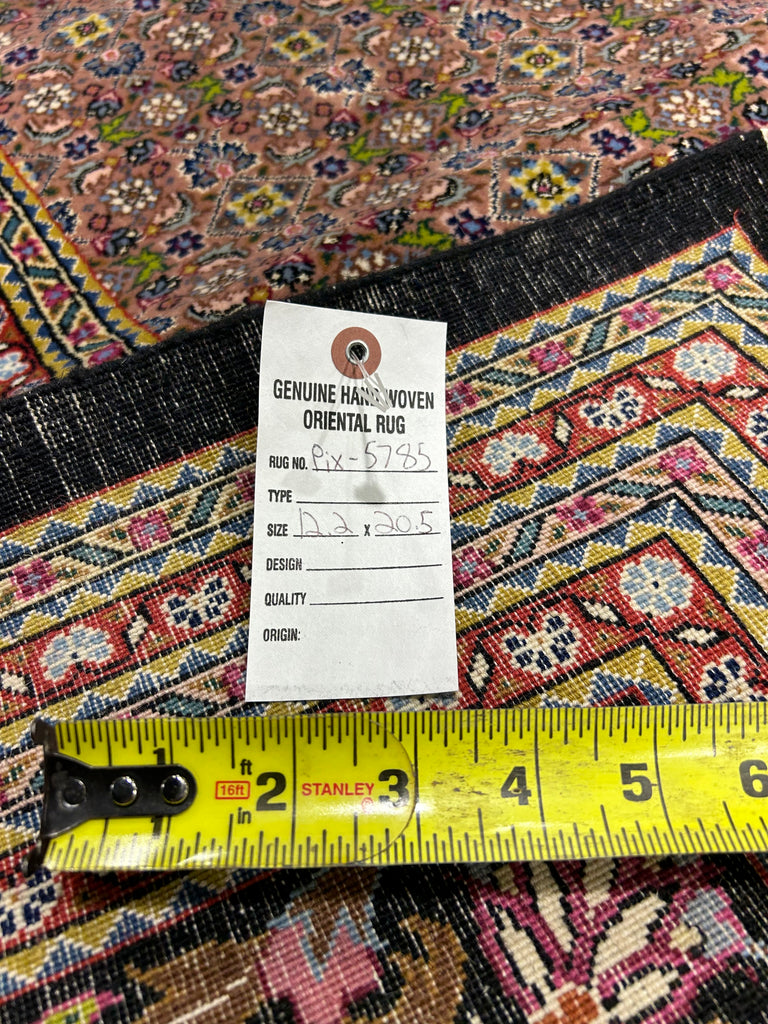 GENUINE HAND WOVEN
ORIENTAL RUG
RUG NO. Pix-5785
TYPE
SIZE 12.2 X 20.5
DESIGN
QUALITY
ORIGIN:
1 ft 16ft in 2 STANLEY 3 4 5 6